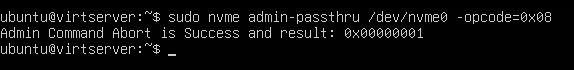 ubuntu@virtserver:~$ sudo nvme admin-passthru /dev/nvme0 -opcode=0x08
Admin Command Abort is Success and result: 0x00000001
ubuntu@virtserver:~$ _